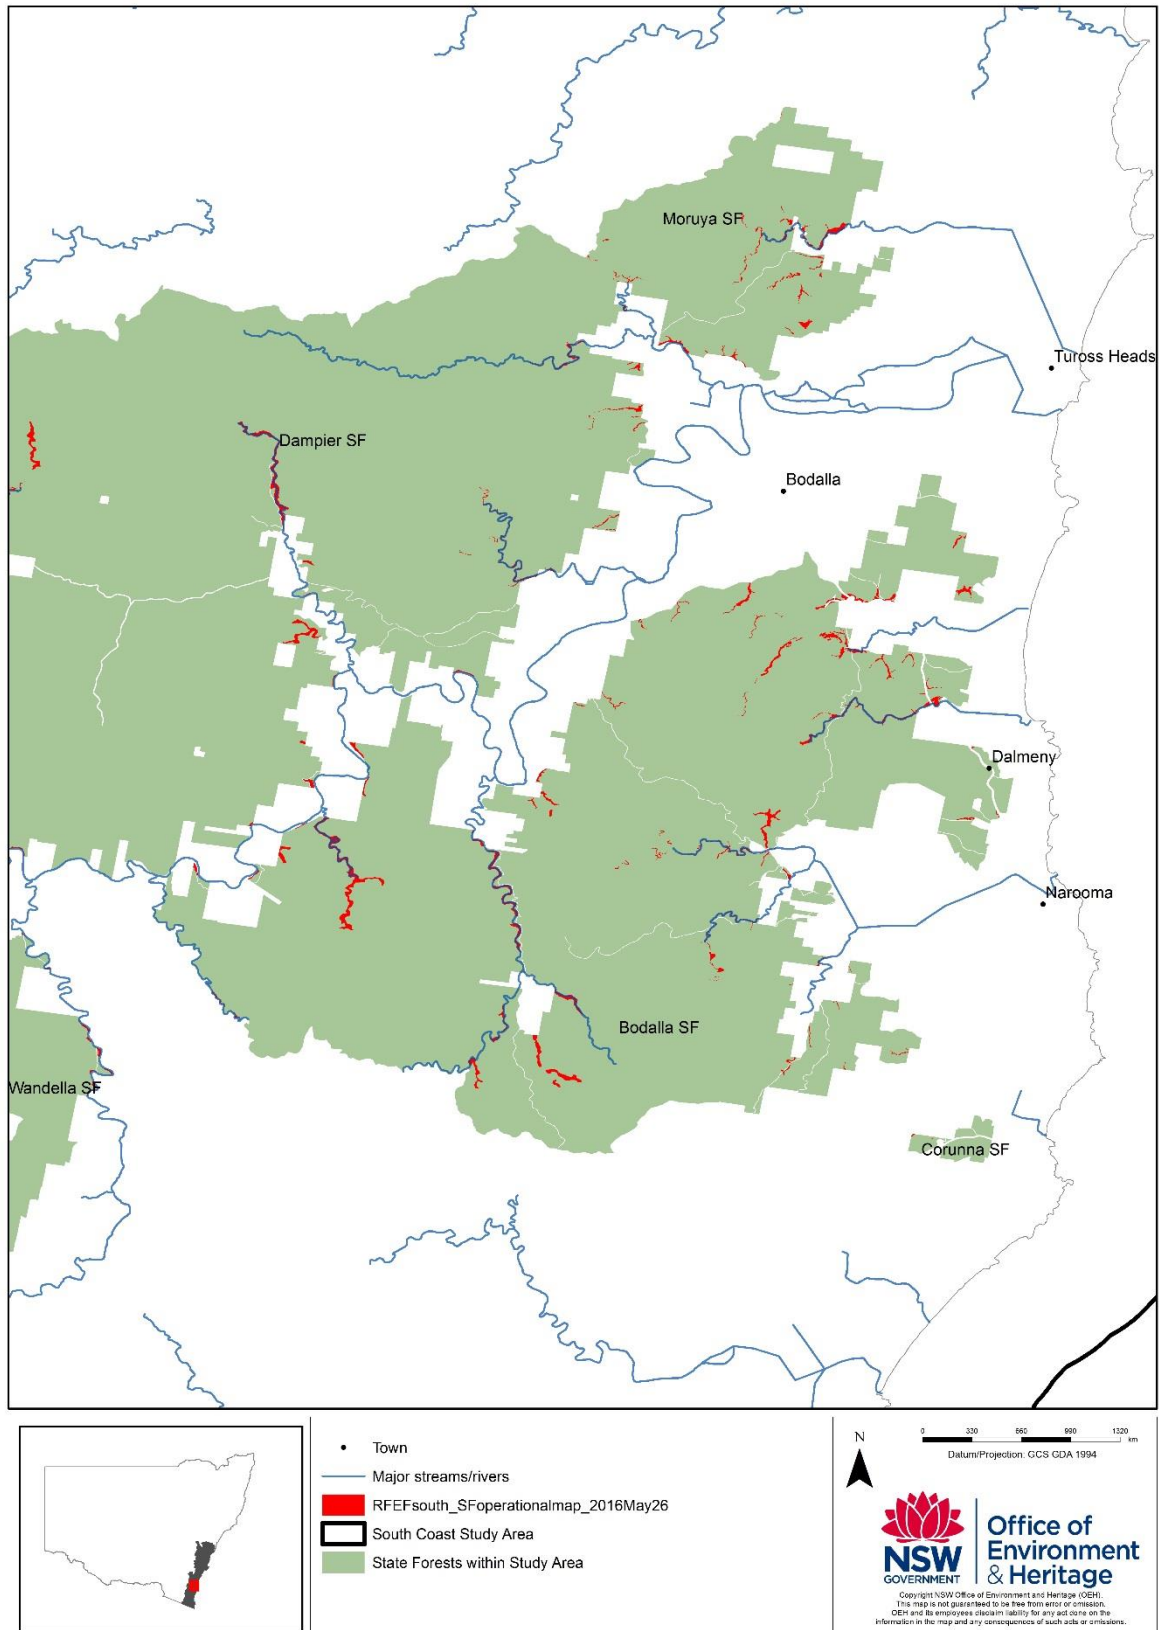 Moruya SF
Tuross Heads
Dampier SF
Bodalla
Dalmeny
Narooma
Bodalla SF
Wandella SF
Corunna SF
Town
Major streams/rivers
RFEFsouth_SFoperationalmap_2016May26
South Coast Study Area
State Forests within Study Area
N
0 330 660 990 1320
km
Datum/Projection: GCS GDA 1994
NSW
GOVERNMENT
Office of
Environment
& Heritage
Copyright NSW Office of Environment and Heritage (OEH).
This map is not guaranteed to be free from error or omission.
OEH and its employees disclaim liability for any act done on the
information in the map and any consequences of such acts or omissions.